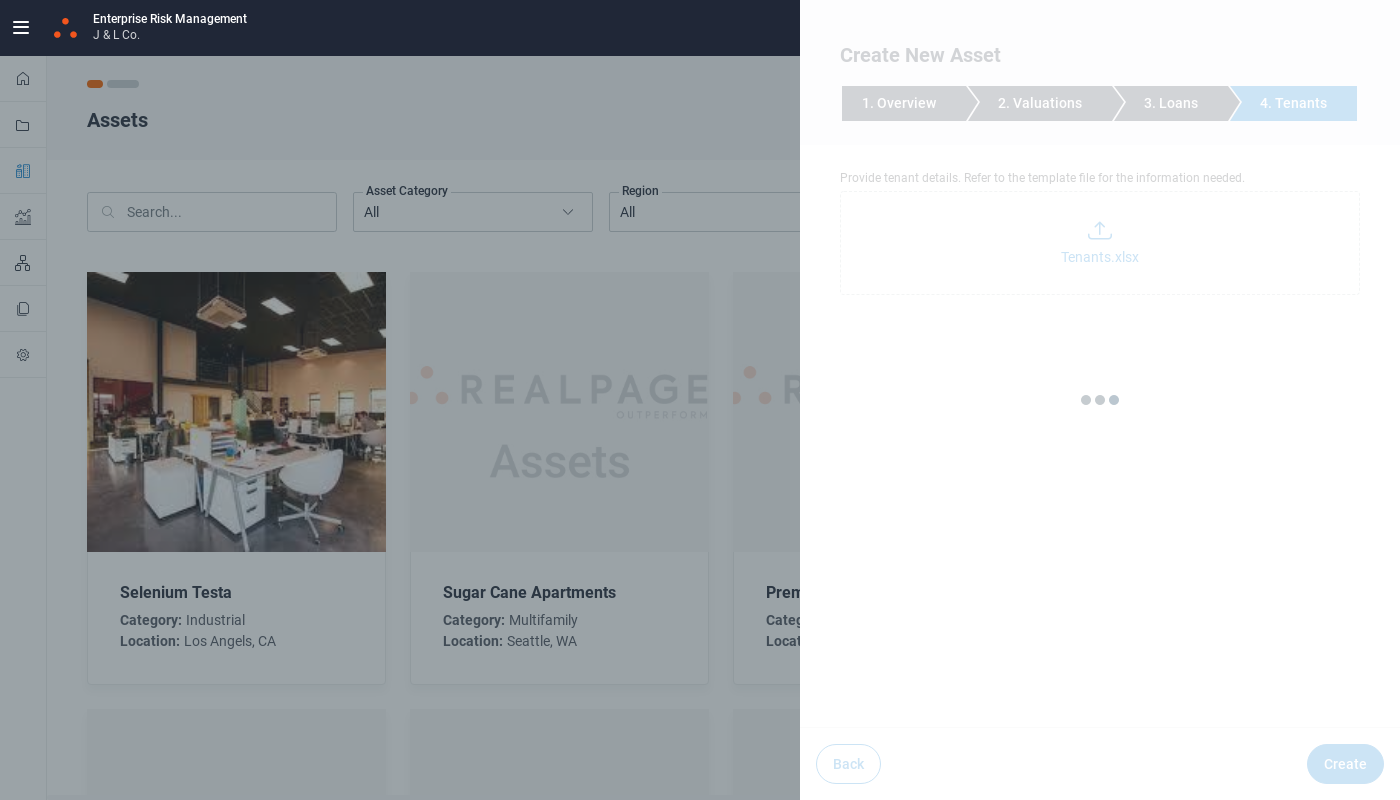 Enterprise Risk Management
J & L Co.
Assets
Search...
Asset Category
All
Region
All
REALPAGE
OUTPERFORM
Assets
R
Selenium Testa
Category: Industrial
Location: Los Angels, CA
Sugar Cane Apartments
Category: Multifamily
Location: Seattle, WA
Prem
Categ
Locat
Create New Asset
1. Overview
2. Valuations
3. Loans
4. Tenants
Provide tenant details. Refer to the template file for the information needed.
Tenants.xlsx
Back
Create